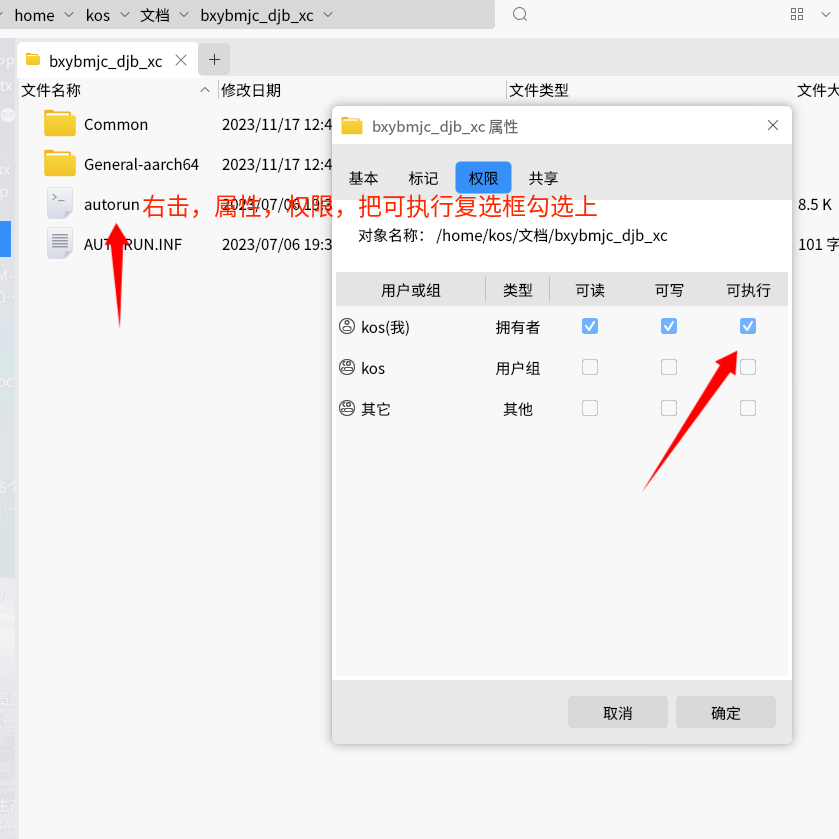 home kos 文档 bxybmjc_djb_xc
bxybmjc_djb_xc
文件名称 修改日期 文件类型 文件大
Common 2023/11/17 12:4
General-aarch64 2023/11/17 12:4
autorun 2023/07/06 19:3 8.5 K
右击，属性，权限，把可执行复选框勾选上
AUTORUN.INF 2023/07/06 19:3 101 字
bxybmjc_djb_xc 属性
基本 标记 权限 共享
对象名称： /home/kos/文档/bxybmjc_djb_xc
用户或组 类型 可读 可写 可执行
kos(我) 拥有者
kos 用户组
其它 其他
取消 确定